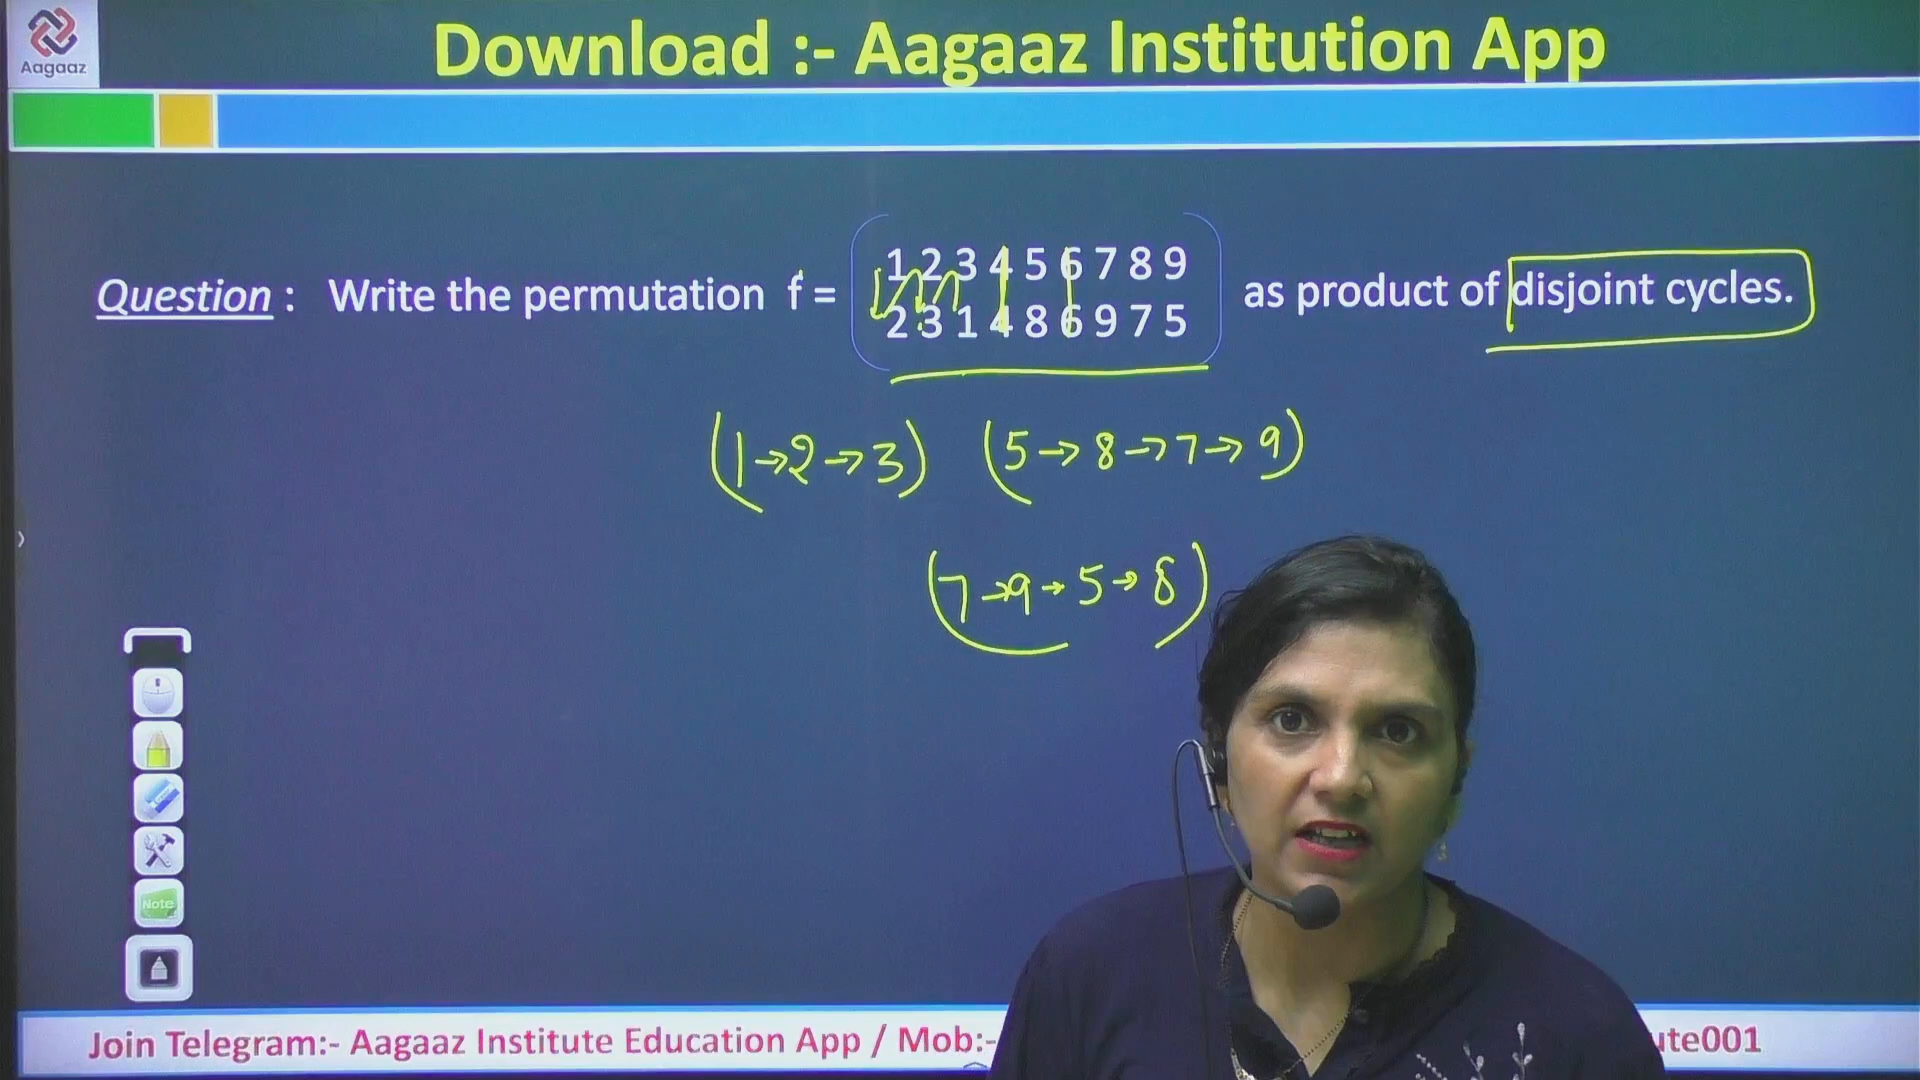 Aagaaz
Download :- Aagaaz Institution App
Question : Write the permutation f = as product of disjoint cycles.
1 2 3 4 5 6 7 8 9
2 3 1 4 8 6 9 7 5
(1→2→3) (5→8→7→9)
(7→9→5→8)
Note
Join Telegram:- Aagaaz Institute Education App / Mob:- ute001